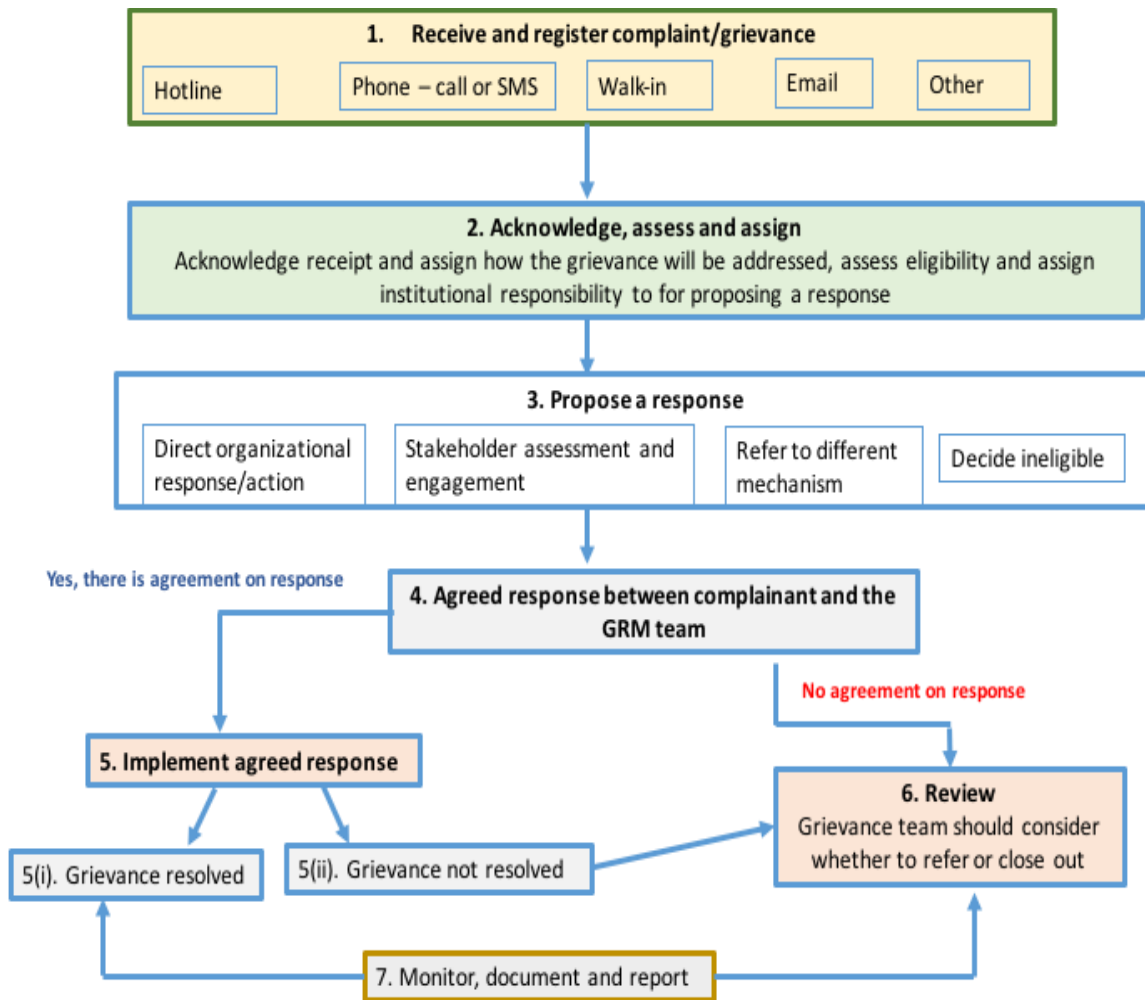 1. Receive and register complaint/grievance
Hotline
Phone – call or SMS
Walk-in
Email
Other
2. Acknowledge, assess and assign
Acknowledge receipt and assign how the grievance will be addressed, assess eligibility and assign
institutional responsibility to for proposing a response
3. Propose a response
Direct organizational
response/action
Stakeholder assessment and
engagement
Refer to different
mechanism
Decide ineligible
Yes, there is agreement on response
4. Agreed response between complainant and the
GRM team
No agreement on response
5. Implement agreed response
6. Review
Grievance team should consider
whether to refer or close out
5(i). Grievance resolved
5(ii). Grievance not resolved
7. Monitor, document and report